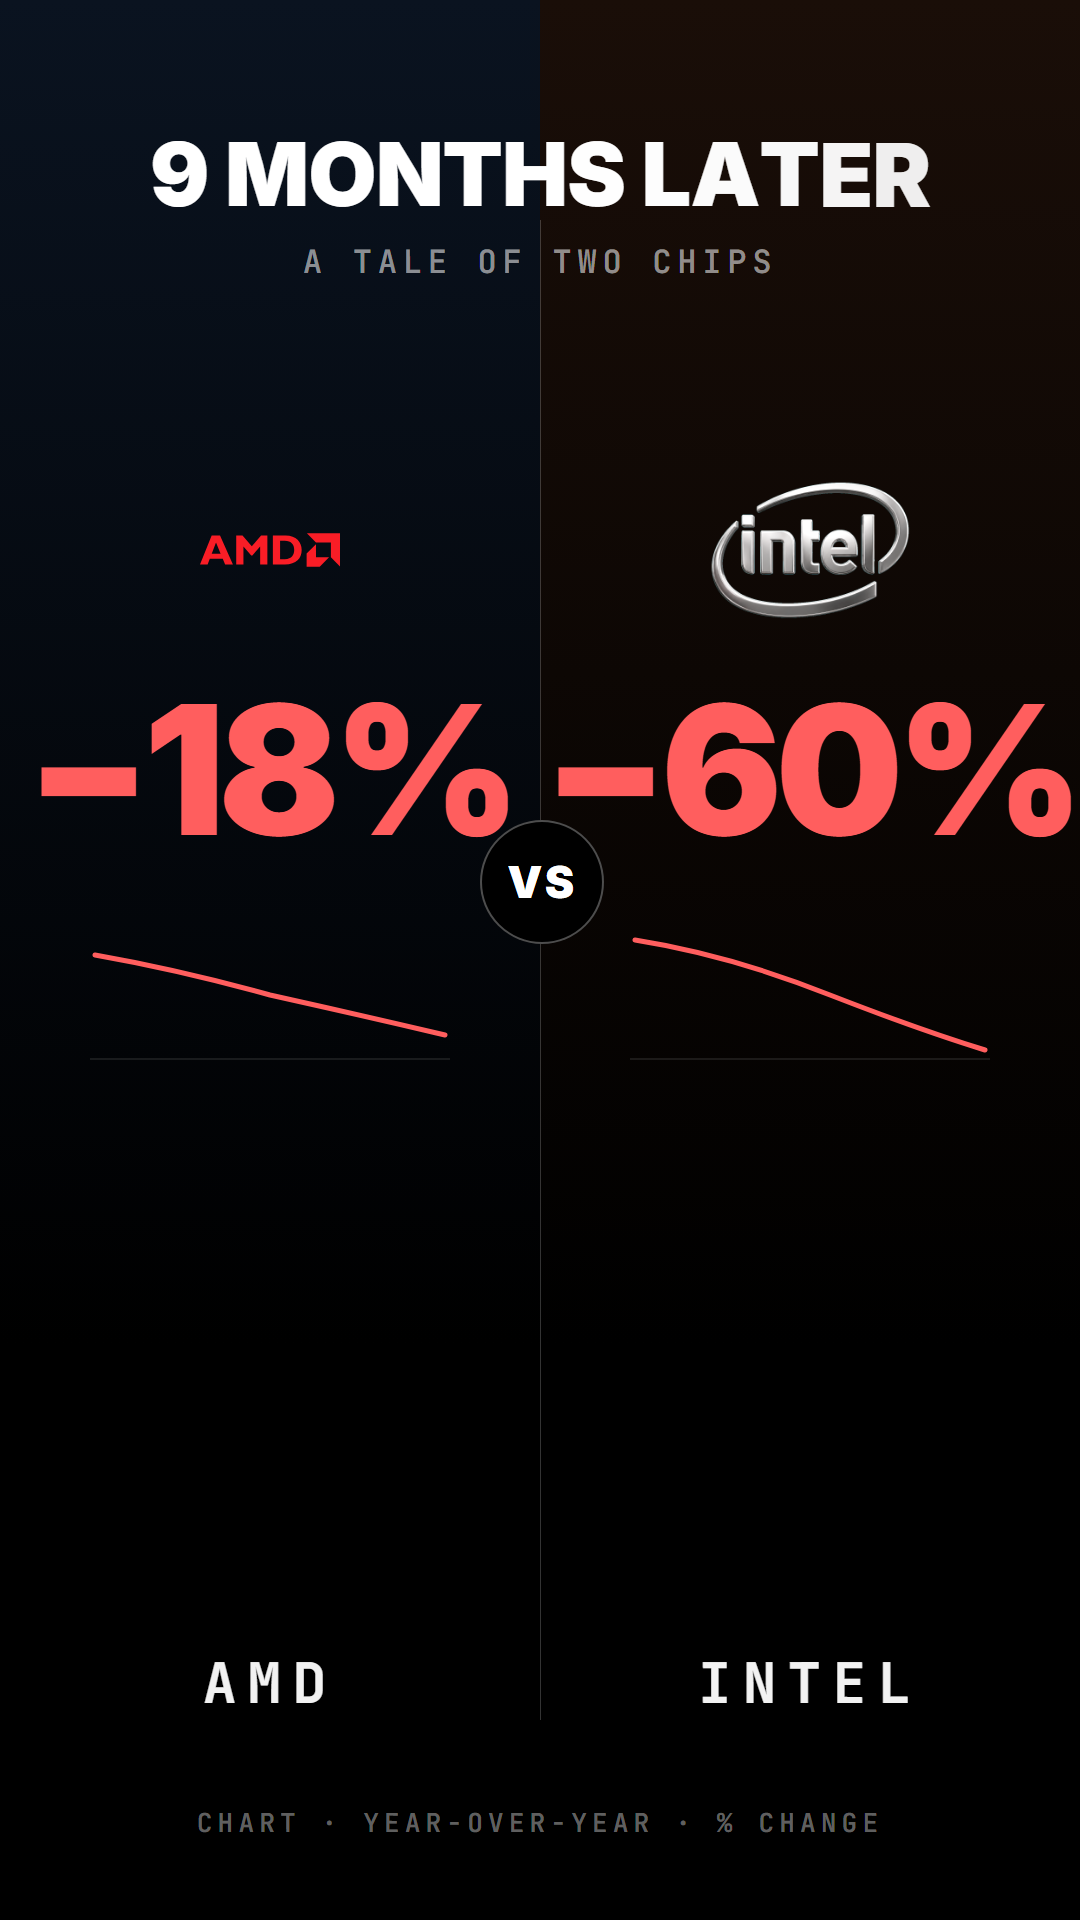 9 MONTHS LATER
A TALE OF TWO CHIPS
AMD
intel
–18%
–60%
VS
AMD
INTEL
CHART · YEAR-OVER-YEAR · % CHANGE